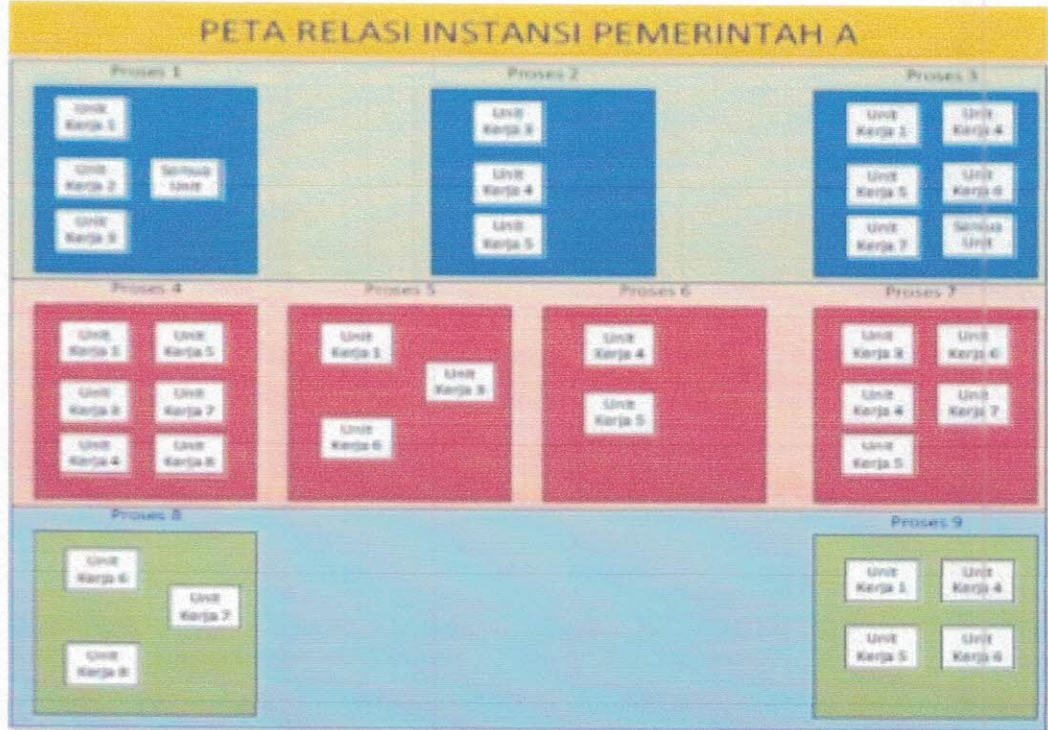 PETA RELASI INSTANSI PEMERINTAH A
Proses 1
Unit
Kerja 1
Unit
Kerja 2
Semua
Unit
Unit
Kerja 3
Proses 2
Unit
Kerja 3
Unit
Kerja 4
Unit
Kerja 5
Proses 3
Unit
Kerja 1
Unit
Kerja 4
Unit
Kerja 5
Unit
Kerja 6
Unit
Kerja 7
Semua
Unit
Proses 4
Unit
Kerja
Unit
Kerja 5
Unit
Kerja
Unit
Kerja 7
Unit
Kerja 4
Unit
Kerja 8
Proses 5
Unit
Kerja 1
Unit
Kerja 3
Unit
Kerja 6
Proses 6
Unit
Kerja 4
Unit
Kerja 5
Proses 7
Unit
Kerja 3
Unit
Kerja 6
Unit
Kerja 4
Unit
Kerja 7
Unit
Kerja 5
Proses 8
Unit
Kerja 6
Unit
Kerja 7
Unit
Kerja 8
Proses 9
Unit
Kerja 1
Unit
Kerja 4
Unit
Kerja 5
Unit
Kerja 6